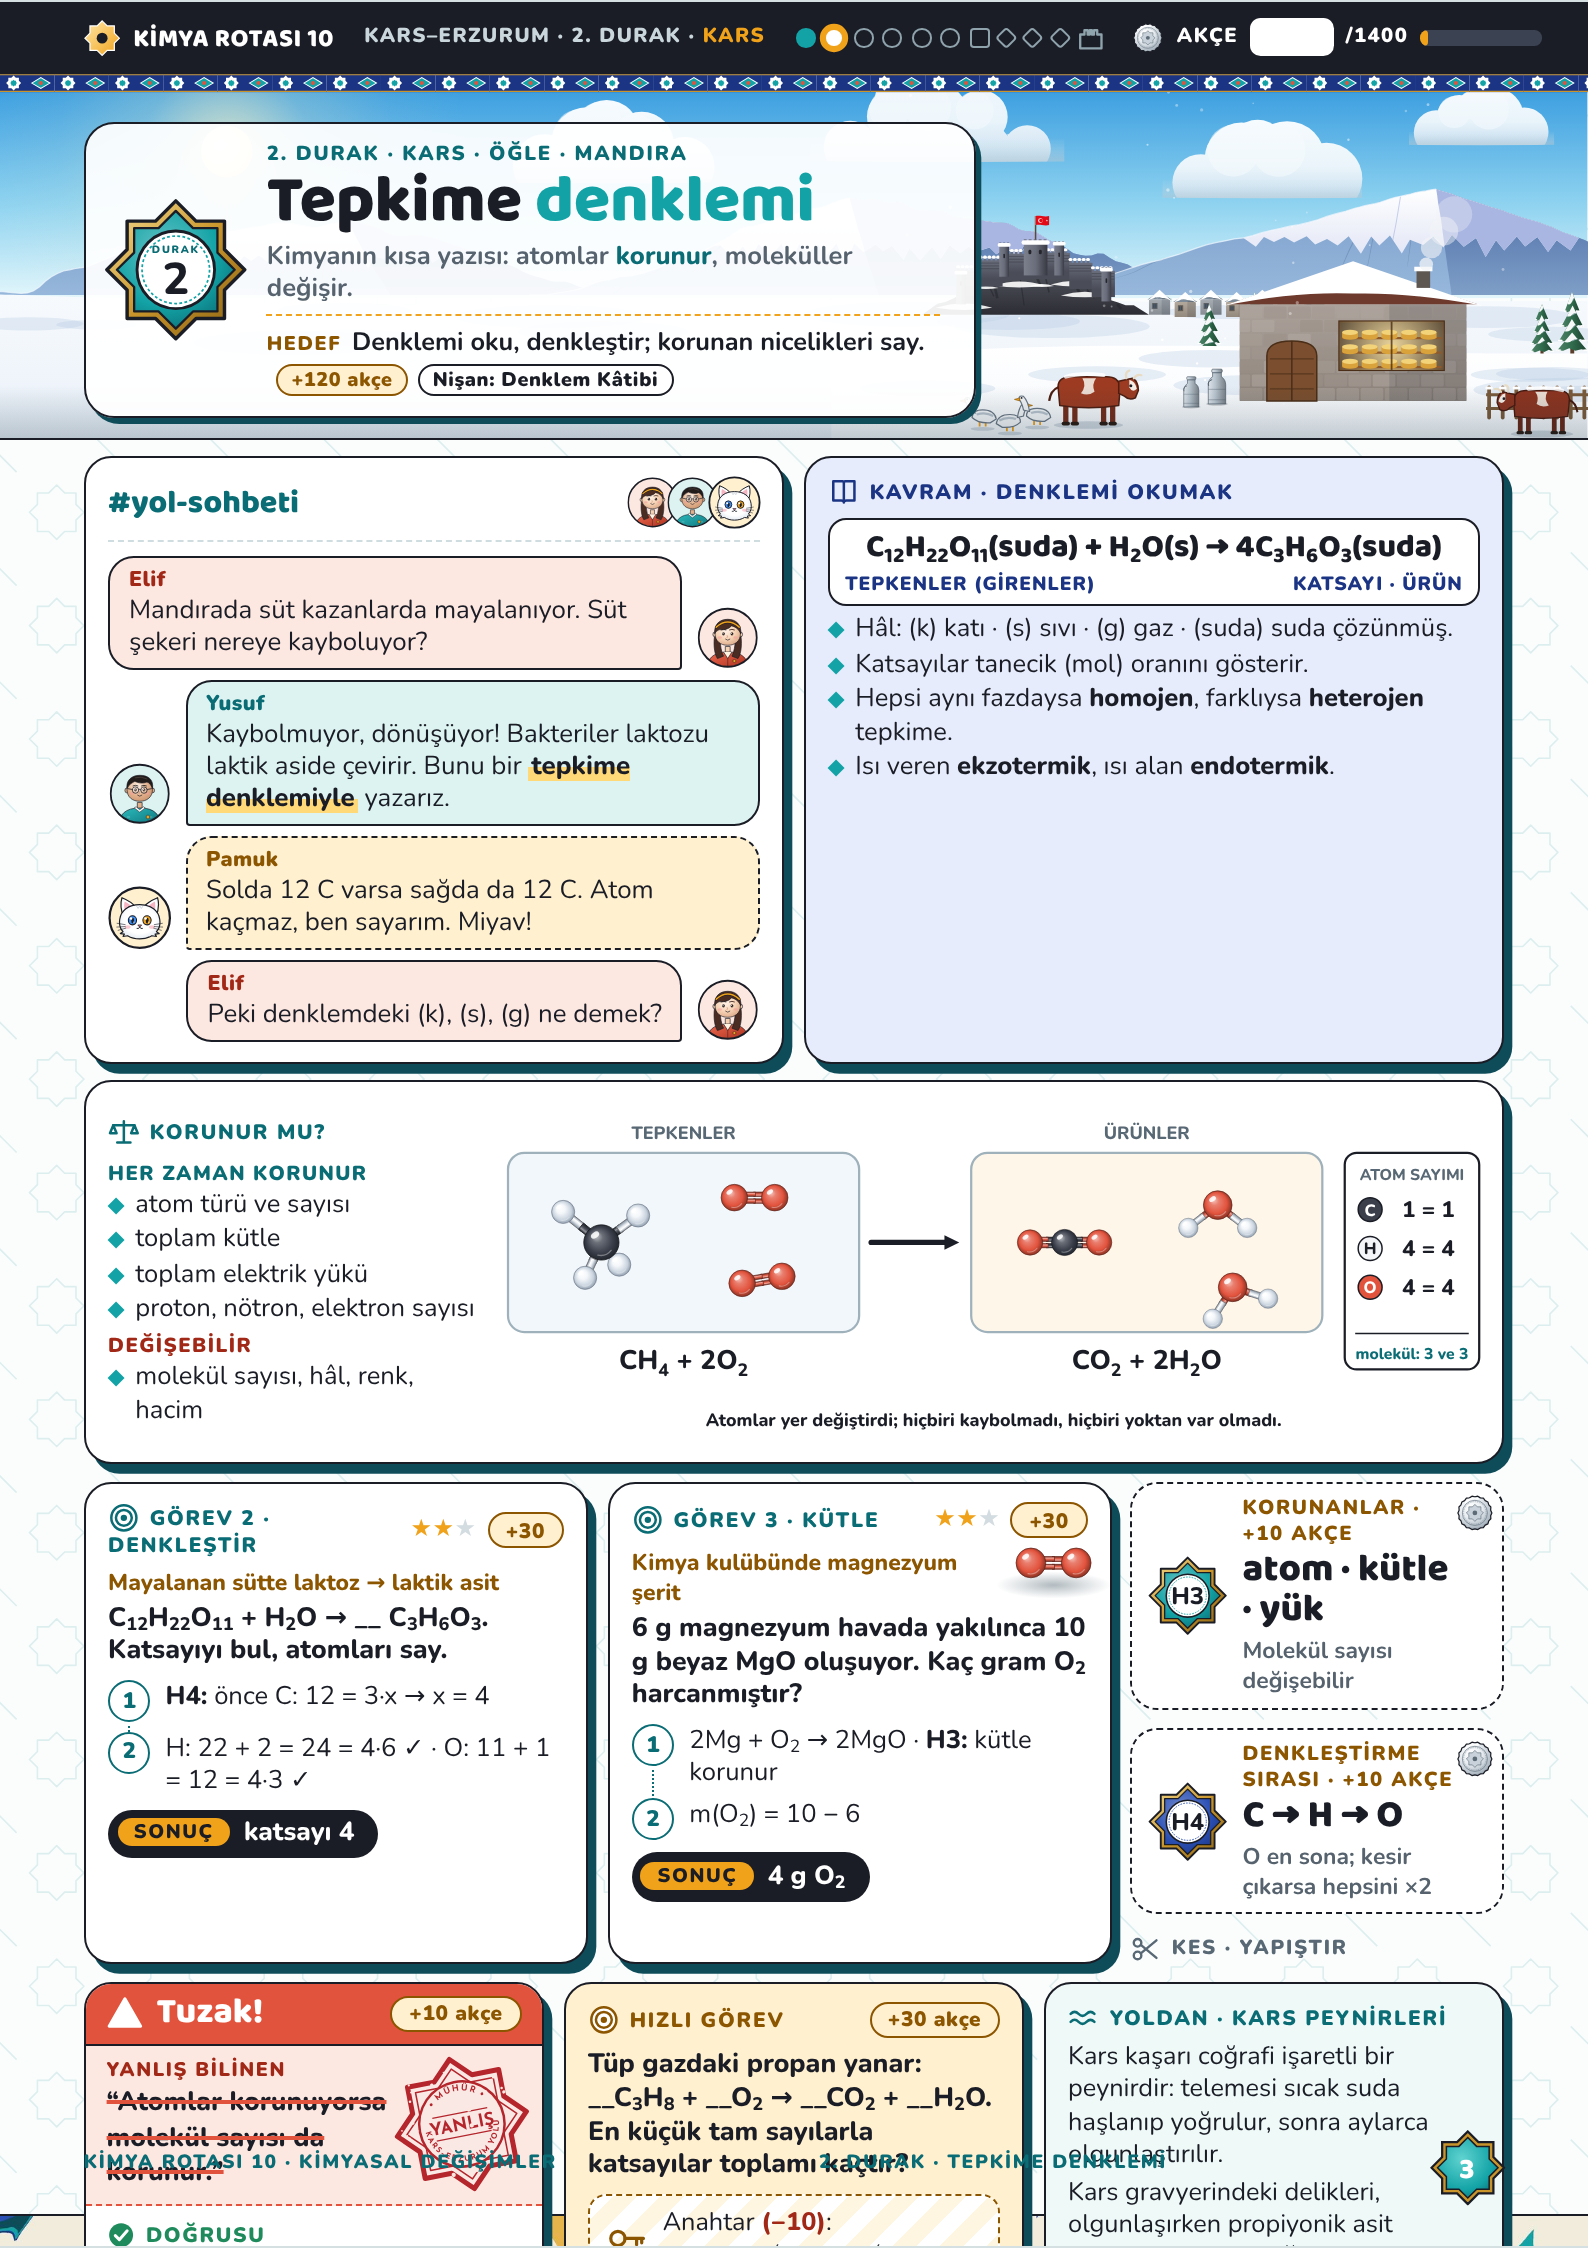 KİMYA ROTASI 10
KARS–ERZURUM · 2. DURAK · KARS
AKÇE /1400
2. DURAK · KARS · ÖĞLE · MANDIRA
Tepkime denklemi
DURAK
2
Kimyanın kısa yazısı: atomlar korunur, moleküller
değişir.
HEDEF Denklemi oku, denkleştir; korunan nicelikleri say.
+120 akçe Nişan: Denklem Kâtibi
#yol-sohbeti
Elif
Mandırada süt kazanlarda mayalanıyor. Süt
şekeri nereye kayboluyor?
Yusuf
Kaybolmuyor, dönüşüyor! Bakteriler laktozu
laktik aside çevirir. Bunu bir tepkime
denklemiyle yazarız.
Pamuk
Solda 12 C varsa sağda da 12 C. Atom
kaçmaz, ben sayarım. Miyav!
Elif
Peki denklemdeki (k), (s), (g) ne demek?
KAVRAM · DENKLEMİ OKUMAK
C₁₂H₂₂O₁₁(suda) + H₂O(s) → 4C₃H₆O₃(suda)
TEPKENLER (GİRENLER) KATSAYI · ÜRÜN
◆ Hâl: (k) katı · (s) sıvı · (g) gaz · (suda) suda çözünmüş.
◆ Katsayılar tanecik (mol) oranını gösterir.
◆ Hepsi aynı fazdaysa homojen, farklıysa heterojen
tepkime.
◆ Isı veren ekzotermik, ısı alan endotermik.
KORUNUR MU?
HER ZAMAN KORUNUR
◆ atom türü ve sayısı
◆ toplam kütle
◆ toplam elektrik yükü
◆ proton, nötron, elektron sayısı
DEĞİŞEBİLİR
◆ molekül sayısı, hâl, renk,
hacim
TEPKENLER
CH₄ + 2O₂
ÜRÜNLER
CO₂ + 2H₂O
ATOM SAYIMI
C 1 = 1
H 4 = 4
O 4 = 4
molekül: 3 ve 3
Atomlar yer değiştirdi; hiçbiri kaybolmadı, hiçbiri yoktan var olmadı.
GÖREV 2 ·
DENKLEŞTİR
★★★ +30
Mayalanan sütte laktoz → laktik asit
C₁₂H₂₂O₁₁ + H₂O → __ C₃H₆O₃.
Katsayıyı bul, atomları say.
1 H4: önce C: 12 = 3·x → x = 4
2 H: 22 + 2 = 24 = 4·6 ✓ · O: 11 + 1
= 12 = 4·3 ✓
SONUÇ katsayı 4
GÖREV 3 · KÜTLE
★★★ +30
Kimya kulübünde magnezyum
şerit
6 g magnezyum havada yakılınca 10
g beyaz MgO oluşuyor. Kaç gram O₂
harcanmıştır?
1 2Mg + O₂ → 2MgO · H3: kütle
korunur
2 m(O₂) = 10 − 6
SONUÇ 4 g O₂
KORUNANLAR ·
+10 AKÇE
H3
atom · kütle
· yük
Molekül sayısı
değişebilir
DENKLEŞTİRME
SIRASI · +10 AKÇE
H4
C → H → O
O en sona; kesir
çıkarsa hepsini ×2
KES · YAPIŞTIR
Tuzak! +10 akçe
YANLIŞ BİLİNEN
“Atomlar korunuyorsa
molekül sayısı da
korunur.”
MÜHÜR
YANLIŞ
KARS–ERZURUM YOLU
DOĞRUSU
HIZLI GÖREV +30 akçe
Tüp gazdaki propan yanar:
__C₃H₈ + __O₂ → __CO₂ + __H₂O.
En küçük tam sayılarla
katsayılar toplamı kaçtır?
Anahtar (−10):
YOLDAN · KARS PEYNİRLERİ
Kars kaşarı coğrafi işaretli bir
peynirdir: telemesi sıcak suda
haşlanıp yoğrulur, sonra aylarca
olgunlaştırılır.
Kars gravyerindeki delikleri,
olgunlaşırken propiyonik asit
KİMYA ROTASI 10 · KİMYASAL DEĞİŞİMLER
2. DURAK · TEPKİME DENKLEMİ
3